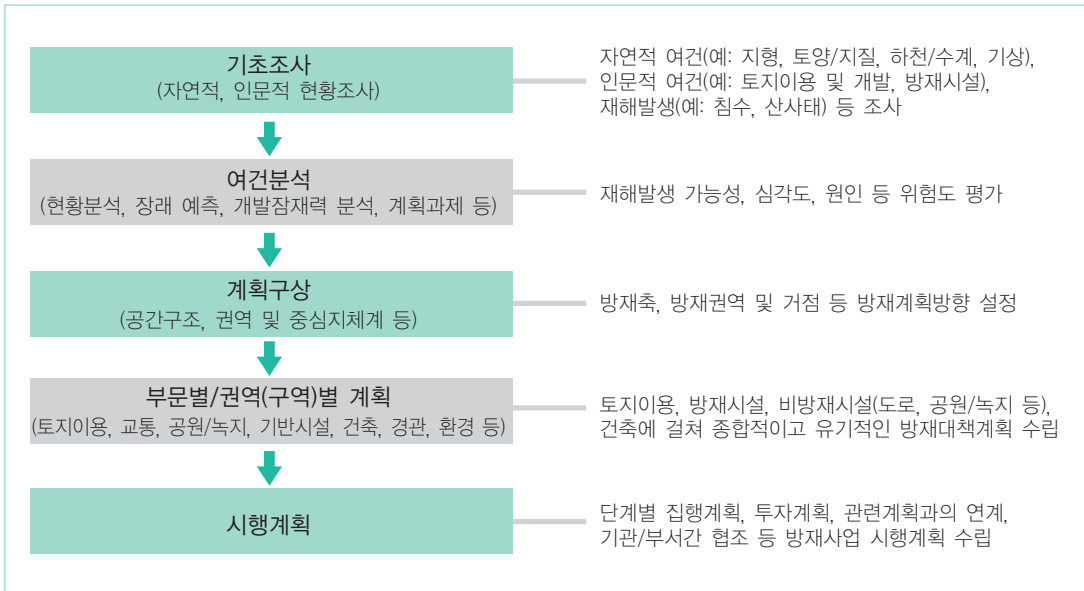 기초조사
(자연적, 인문적 현황조사)
자연적 여건(예: 지형, 토양/지질, 하천/수계, 기상),
인문적 여건(예: 토지이용 및 개발, 방재시설),
재해발생(예: 침수, 산사태) 등 조사
여건분석
(현황분석, 장래 예측, 개발잠재력 분석, 계획과제 등)
재해발생 가능성, 심각도, 원인 등 위험도 평가
계획구상
(공간구조, 권역 및 중심지체계 등)
방재축, 방재권역 및 거점 등 방재계획방향 설정
부문별/권역(구역)별 계획
(토지이용, 교통, 공원/녹지, 기반시설, 건축, 경관, 환경 등)
토지이용, 방재시설, 비방재시설(도로, 공원/녹지 등),
건축에 걸쳐 종합적이고 유기적인 방재대책계획 수립
시행계획
단계별 집행계획, 투자계획, 관련계획과의 연계,
기관/부서간 협조 등 방재사업 시행계획 수립